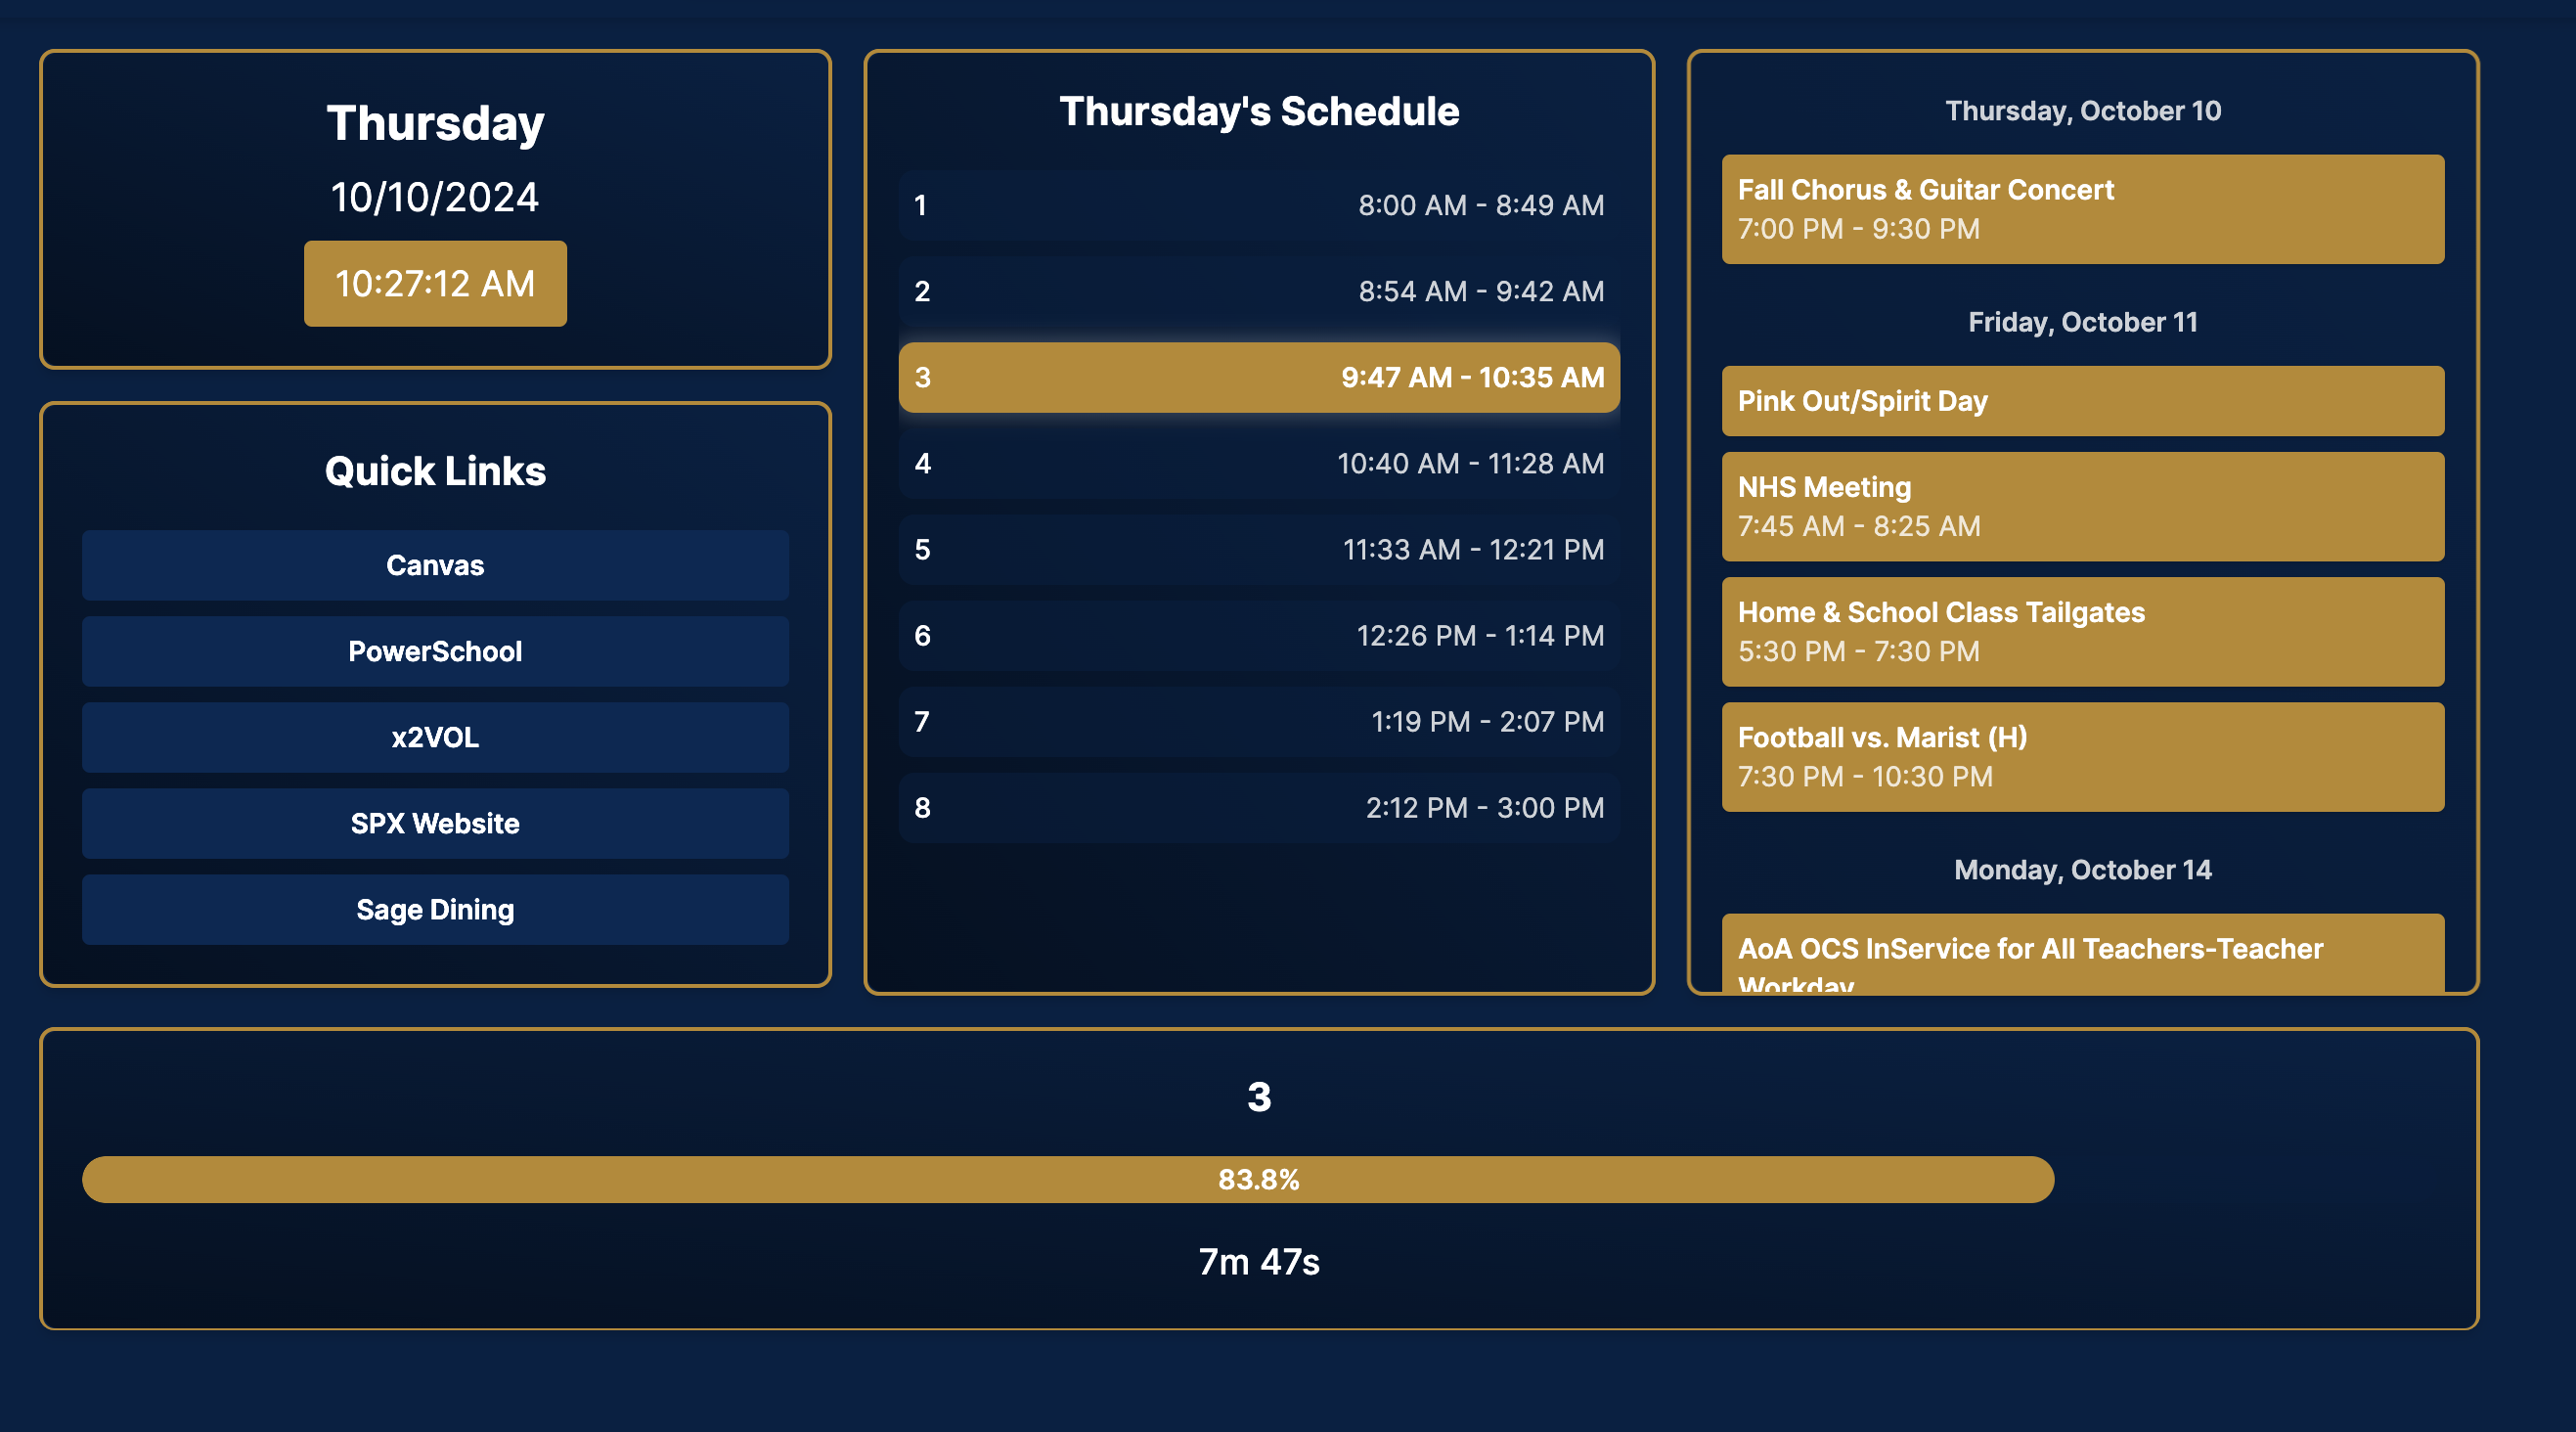 Thursday
10/10/2024
10:27:12 AM
Quick Links
Canvas
PowerSchool
x2VOL
SPX Website
Sage Dining
Thursday's Schedule
1 8:00 AM - 8:49 AM
2 8:54 AM - 9:42 AM
3 9:47 AM - 10:35 AM
4 10:40 AM - 11:28 AM
5 11:33 AM - 12:21 PM
6 12:26 PM - 1:14 PM
7 1:19 PM - 2:07 PM
8 2:12 PM - 3:00 PM
Thursday, October 10
Fall Chorus & Guitar Concert
7:00 PM - 9:30 PM
Friday, October 11
Pink Out/Spirit Day
NHS Meeting
7:45 AM - 8:25 AM
Home & School Class Tailgates
5:30 PM - 7:30 PM
Football vs. Marist (H)
7:30 PM - 10:30 PM
Monday, October 14
AoA OCS InService for All Teachers-Teacher
Workday
3
83.8%
7m 47s